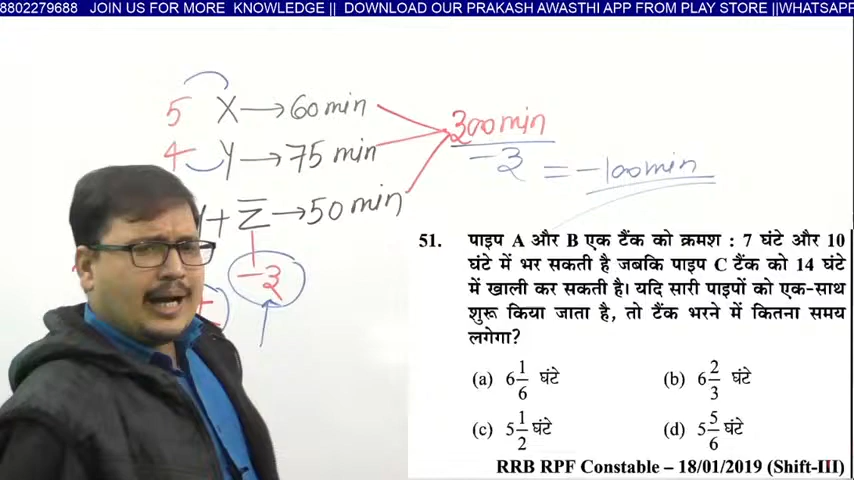 8802279688 JOIN US FOR MORE KNOWLEDGE || DOWNLOAD OUR PRAKASH AWASTHI APP FROM PLAY STORE ||WHATSAPP
5 X → 60 min
4 Y → 75 min
+ Z → 50 min
-3
300 min
-3 = -100 min
51. पाइप A और B एक टैंक को क्रमश : 7 घंटे और 10
घंटे में भर सकती है जबकि पाइप C टैंक को 14 घंटे
में खाली कर सकती है। यदि सारी पाइपों को एक-साथ
शुरू किया जाता है, तो टैंक भरने में कितना समय
लगेगा?
(a) 6 1/6 घंटे (b) 6 2/3 घंटे
(c) 5 1/2 घंटे (d) 5 5/6 घंटे
RRB RPF Constable – 18/01/2019 (Shift-III)